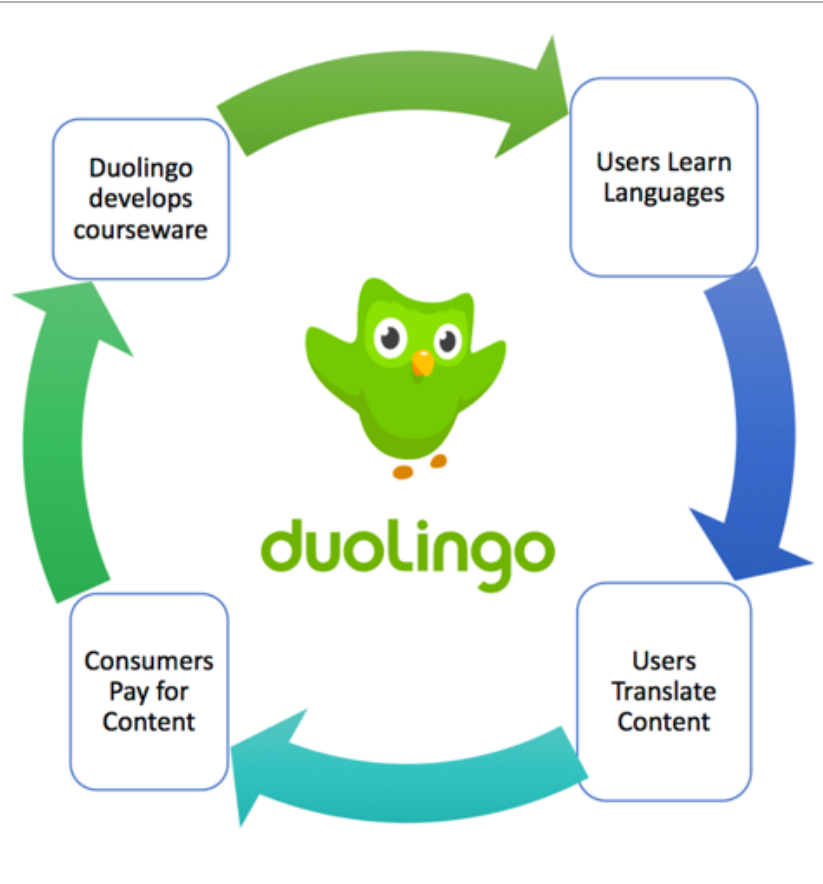 Duolingo
develops
courseware
Users Learn
Languages
duolingo
Consumers
Pay for
Content
Users
Translate
Content